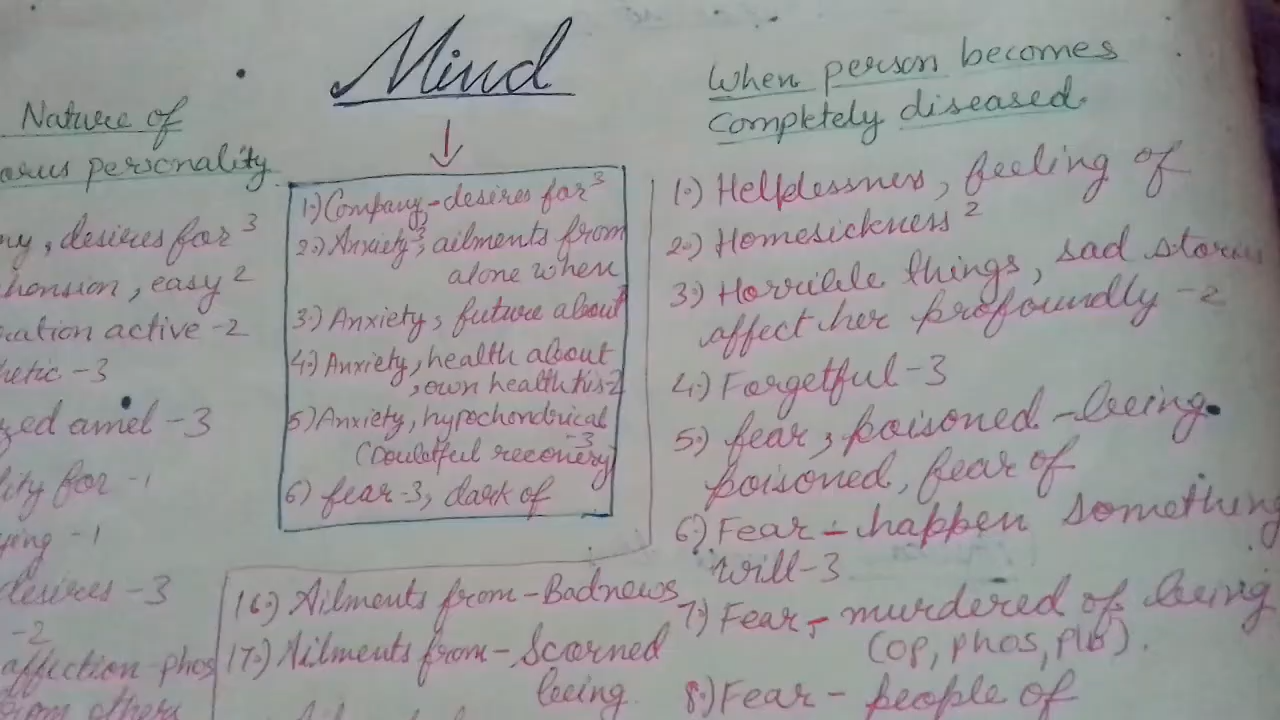 Mind
Nature of
personality
desires for 3
easy 2
active -2
-3
amel -3
for -1
-1
desires -3
-2
affection - phos
from others
1.) Company, - desires for 3
2.) Anxiety 3, ailments from
alone when
3.) Anxiety, future about
4.) Anxiety, health about
, own health his-2
5) Anxiety, hypochondrical
-3
(Doubtful recovery
6) fear -3, dark of
16.) Ailments from - Badnews
17.) Ailments from - Scorned
being
When person becomes
Completely diseased.
1.) Helplessness, feeling of
2.) Homesickness 2
3.) Horrible things, sad
affect her profoundly -2
4.) Forgetful -3
5.) fear, poisoned - being
poisoned, fear of
6.) Fear - happen something
will -3
7) Fear, - murdered of being
(op, phos, plb).
8.) Fear - people of